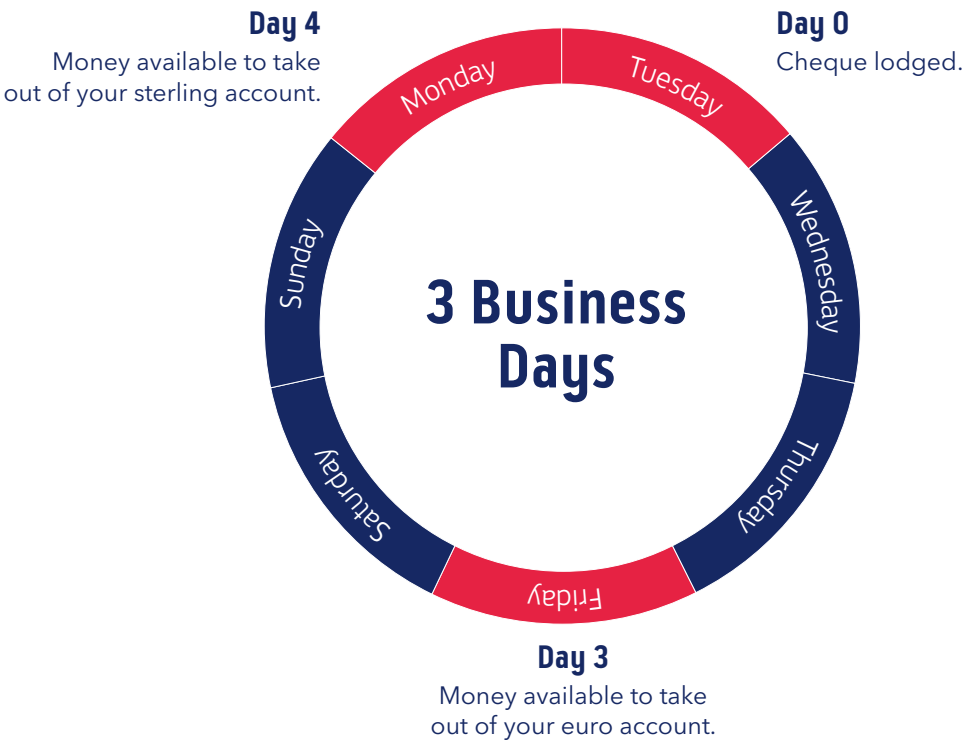 Day 4
Money available to take
out of your sterling account.
Day 0
Cheque lodged.
Monday
Tuesday
Wednesday
Thursday
Friday
Saturday
Sunday
3 Business
Days
Day 3
Money available to take
out of your euro account.